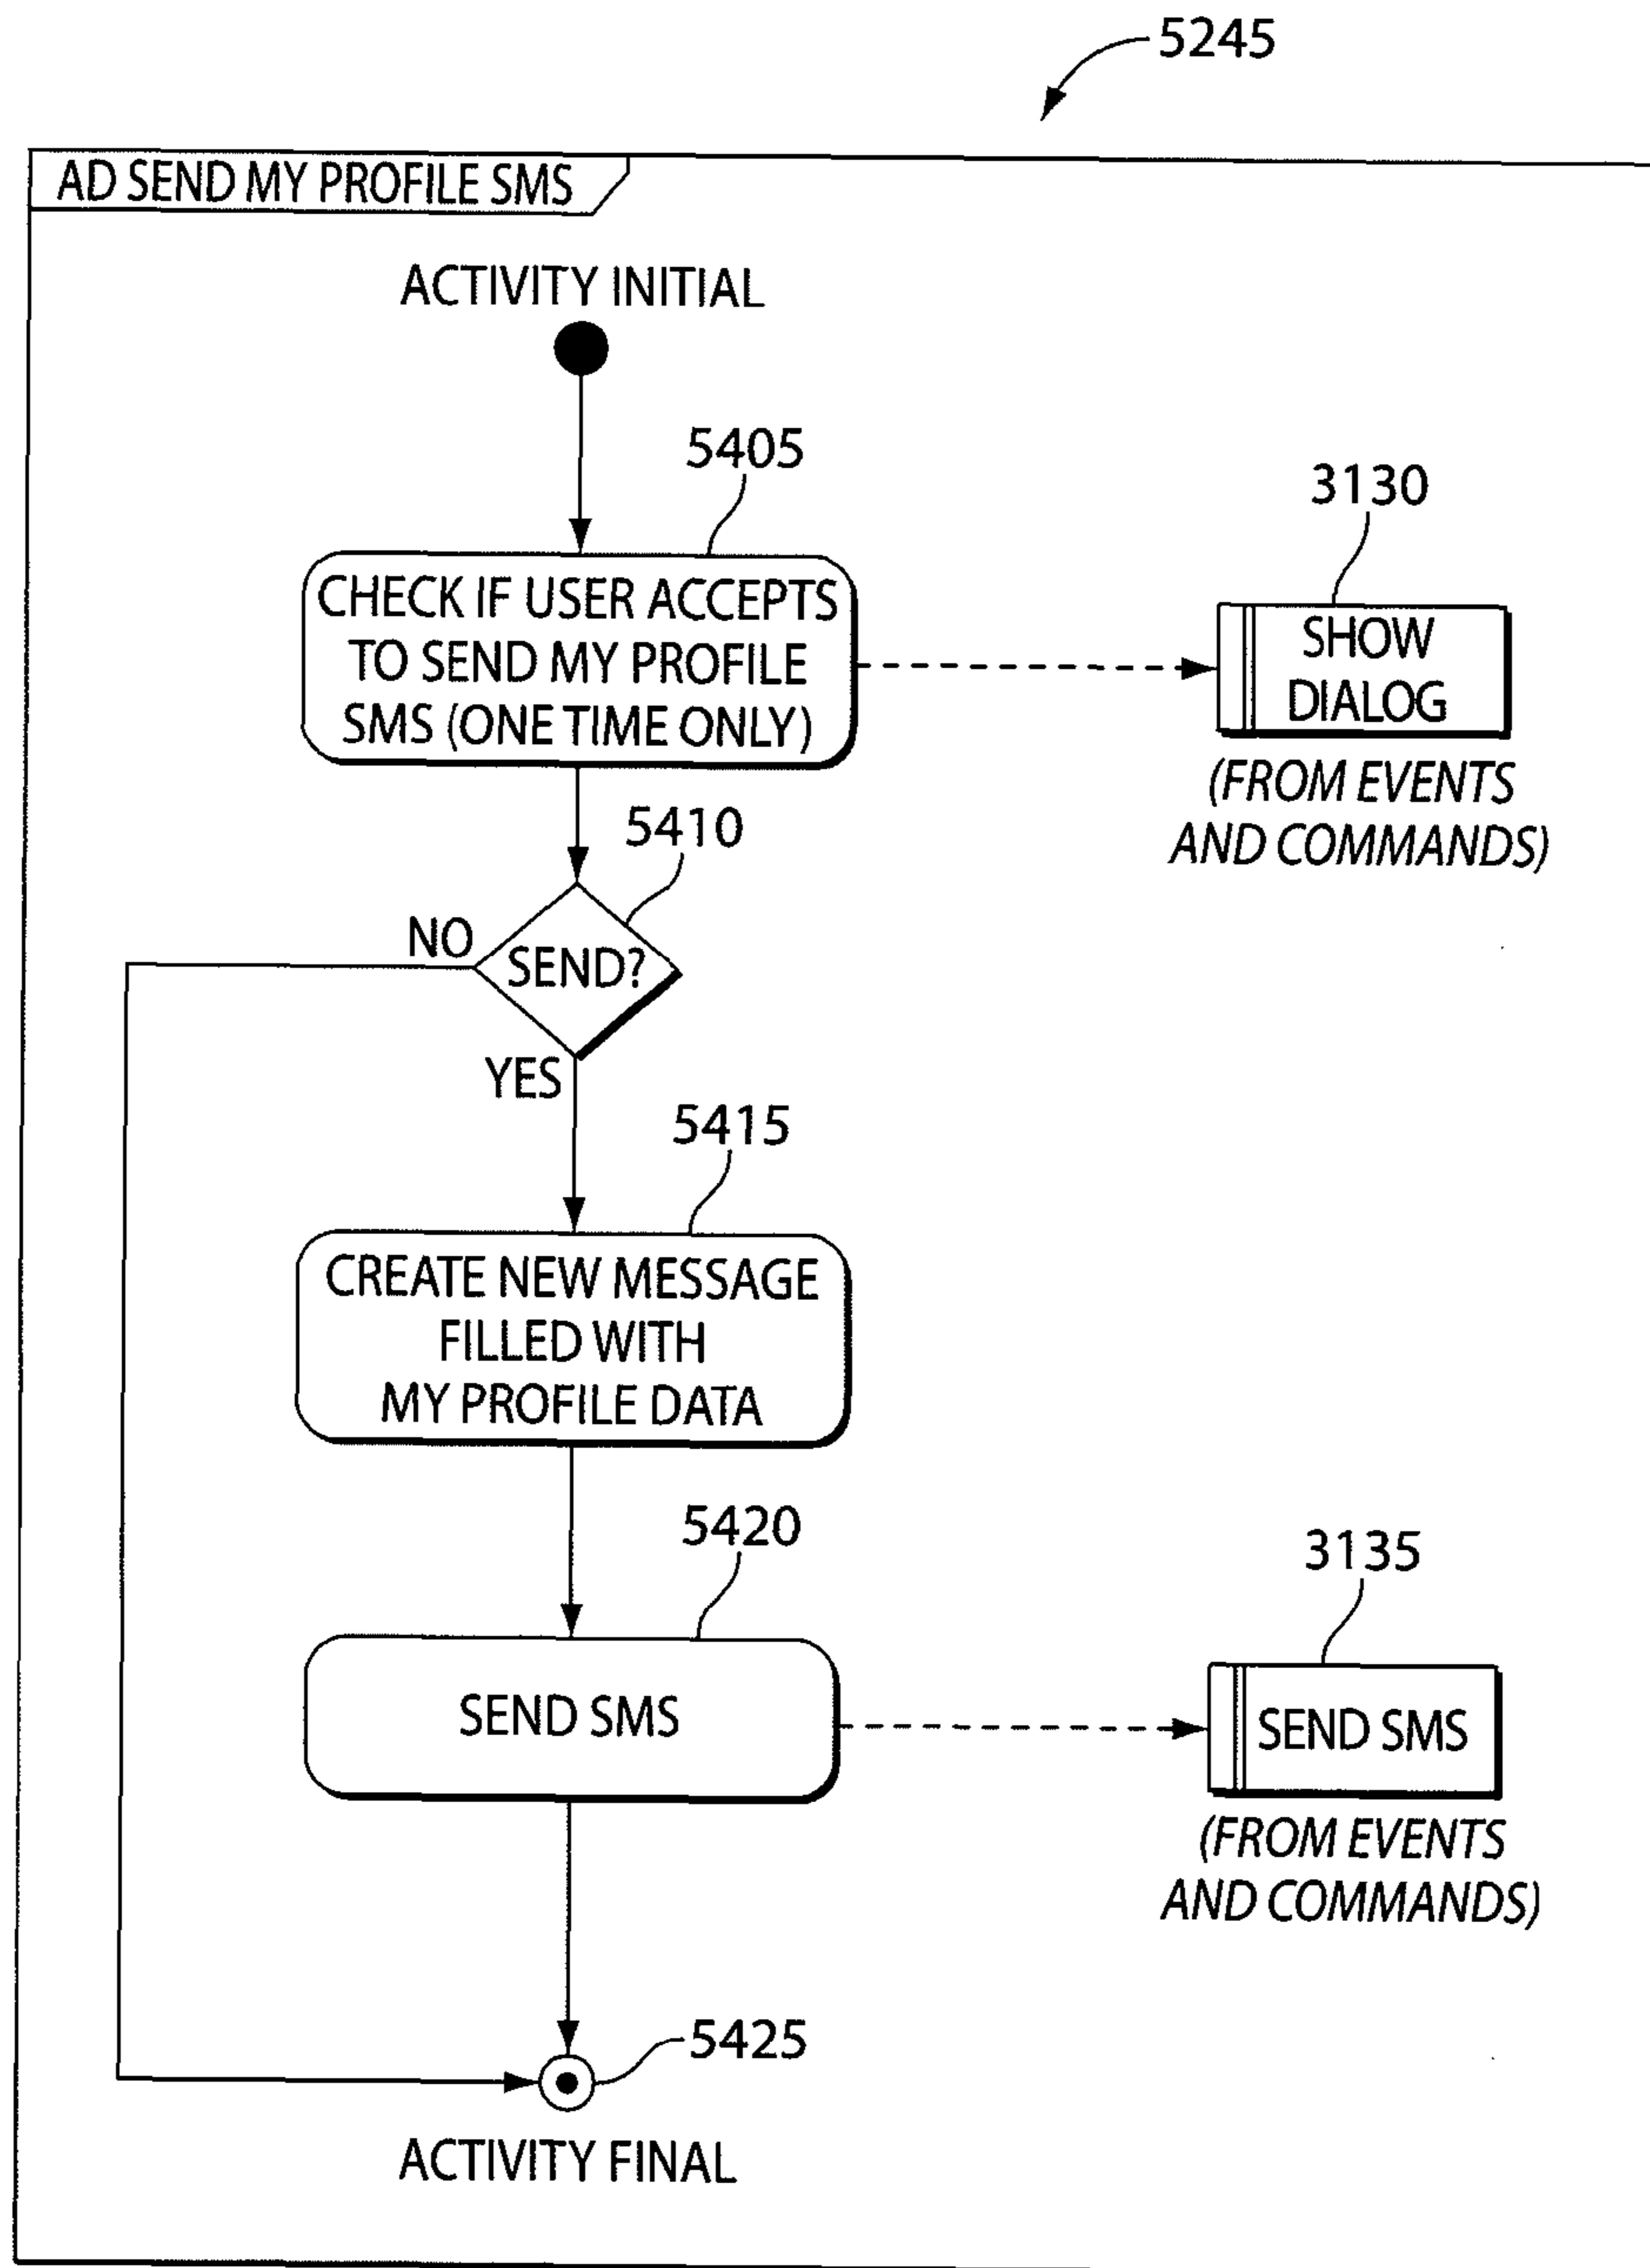 5245
AD SEND MY PROFILE SMS
ACTIVITY INITIAL
5405
3130
CHECK IF USER ACCEPTS
TO SEND MY PROFILE
SMS (ONE TIME ONLY)
SHOW
DIALOG
(FROM EVENTS
AND COMMANDS)
5410
NO
SEND?
YES
5415
CREATE NEW MESSAGE
FILLED WITH
MY PROFILE DATA
5420
3135
SEND SMS
SEND SMS
(FROM EVENTS
AND COMMANDS)
5425
ACTIVITY FINAL